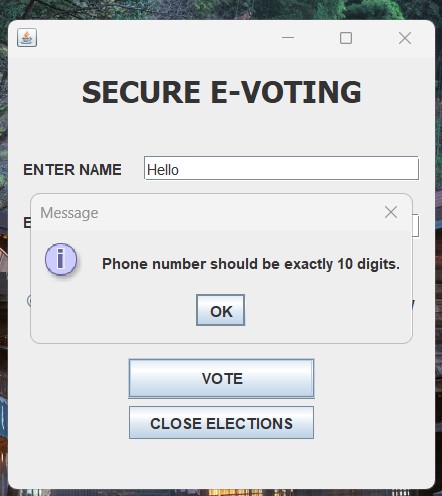 SECURE E-VOTING
ENTER NAME
Hello
Message
Phone number should be exactly 10 digits.
OK
VOTE
CLOSE ELECTIONS